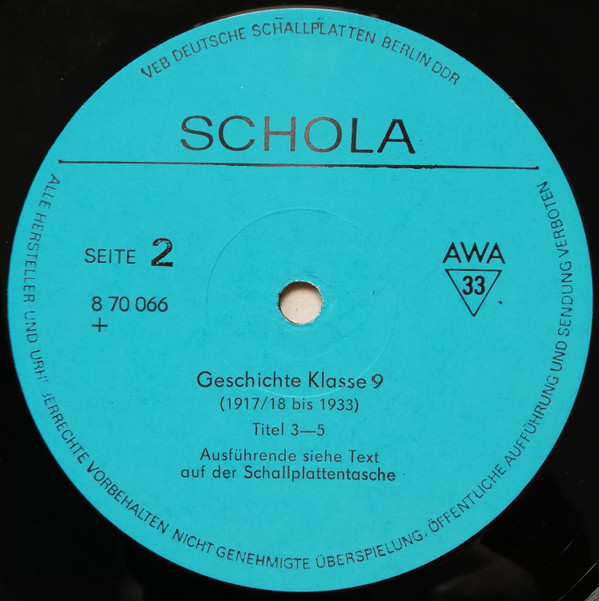 VEB DEUTSCHE SCHALLPLATTEN BERLIN DDR
SCHOLA
SEITE 2
8 70 066
+
AWA
33
Geschichte Klasse 9
(1917/18 bis 1933)
Titel 3—5
Ausführende siehe Text
auf der Schallplattentasche
ALLE HERSTELLER UND URHEBERRECHTE VORBEHALTEN NICHT GENEHMIGTE ÜBERSPIELUNG, ÖFFENTLICHE AUFFÜHRUNG UND SENDUNG VERBOTEN